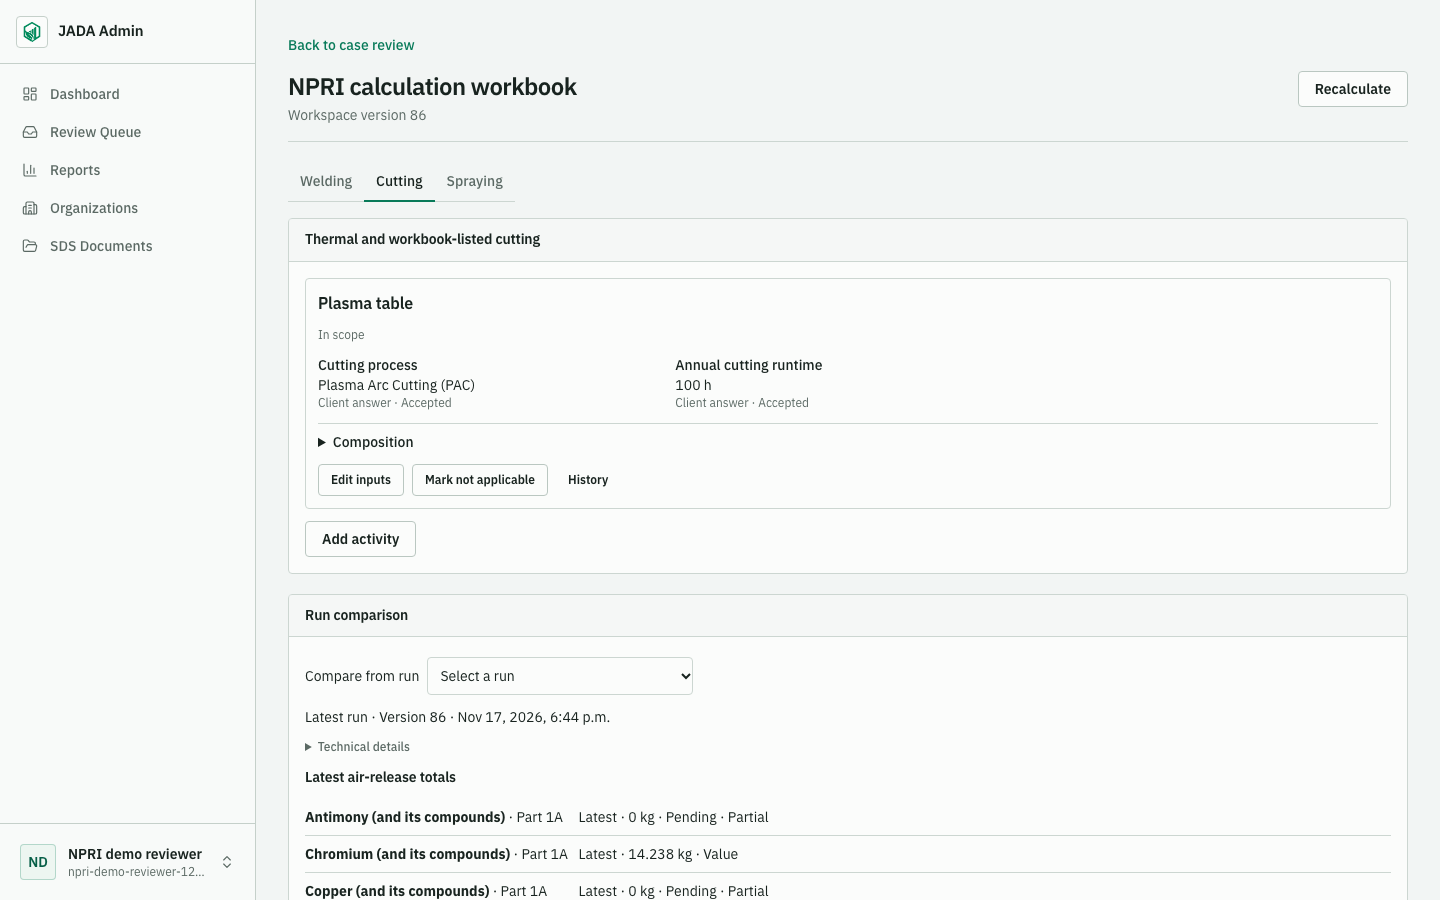 JADA Admin
Dashboard
Review Queue
Reports
Organizations
SDS Documents
ND
NPRI demo reviewer
npri-demo-reviewer-12...
Back to case review
NPRI calculation workbook
Workspace version 86
Recalculate
Welding
Cutting
Spraying
Thermal and workbook-listed cutting
Plasma table
In scope
Cutting process
Plasma Arc Cutting (PAC)
Client answer · Accepted
Annual cutting runtime
100 h
Client answer · Accepted
Composition
Edit inputs
Mark not applicable
History
Add activity
Run comparison
Compare from run
Select a run
Latest run · Version 86 · Nov 17, 2026, 6:44 p.m.
Technical details
Latest air-release totals
Antimony (and its compounds) · Part 1A Latest · 0 kg · Pending · Partial
Chromium (and its compounds) · Part 1A Latest · 14.238 kg · Value
Copper (and its compounds) · Part 1A Latest · 0 kg · Pending · Partial